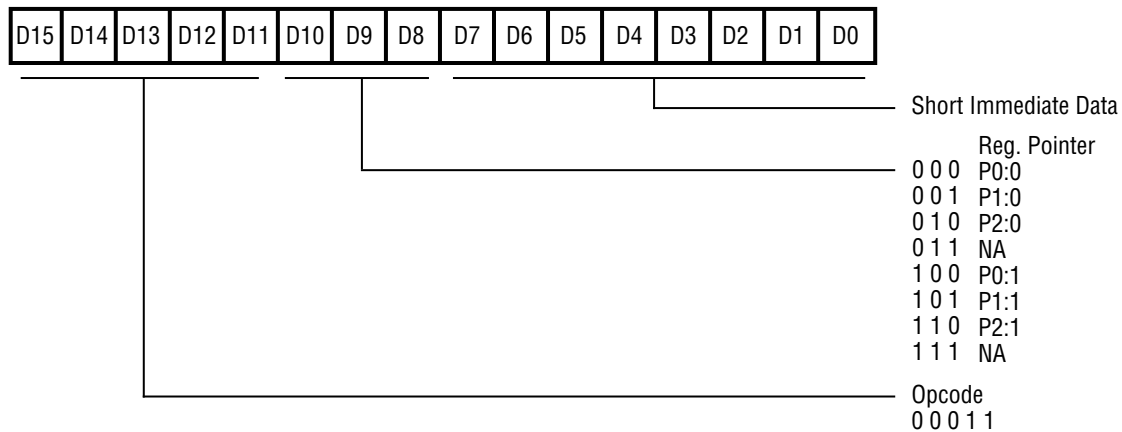 D15 D14 D13 D12 D11 D10 D9 D8 D7 D6 D5 D4 D3 D2 D1 D0
Short Immediate Data
Reg. Pointer
0 0 0 P0:0
0 0 1 P1:0
0 1 0 P2:0
0 1 1 NA
1 0 0 P0:1
1 0 1 P1:1
1 1 0 P2:1
1 1 1 NA
Opcode
0 0 0 1 1